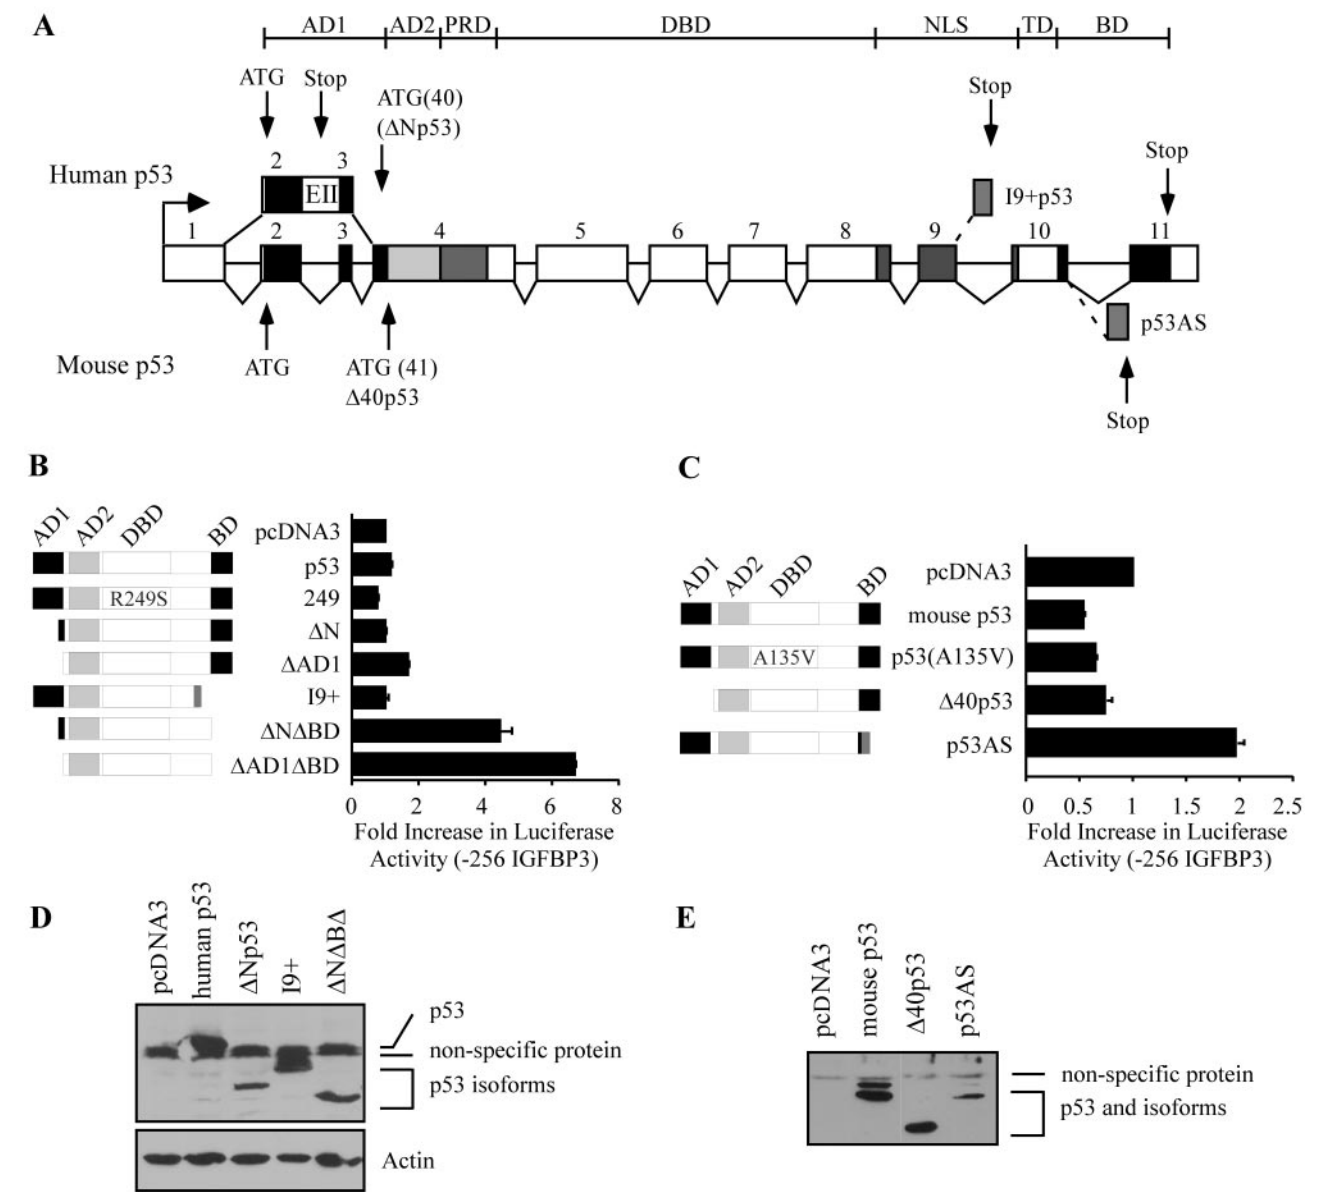 A
AD1 AD2 PRD DBD NLS TD BD
ATG Stop
ATG(40)
(ΔNp53)
Stop
Stop
Human p53
2 EII 3
I9+p53
1 2 3 4 5 6 7 8 9 10 11
p53AS
Mouse p53
ATG
ATG (41)
Δ40p53
Stop
B
AD1 AD2 DBD BD
R249S
pcDNA3
p53
249
ΔN
ΔAD1
I9+
ΔNΔBD
ΔAD1ΔBD
0 2 4 6 8
Fold Increase in Luciferase
Activity (-256 IGFBP3)
C
AD1 AD2 DBD BD
A135V
pcDNA3
mouse p53
p53(A135V)
Δ40p53
p53AS
0 0.5 1 1.5 2 2.5
Fold Increase in Luciferase
Activity (-256 IGFBP3)
D
pcDNA3
human p53
ΔNp53
I9+
ΔNΔBΔ
p53
non-specific protein
p53 isoforms
Actin
E
pcDNA3
mouse p53
Δ40p53
p53AS
non-specific protein
p53 and isoforms